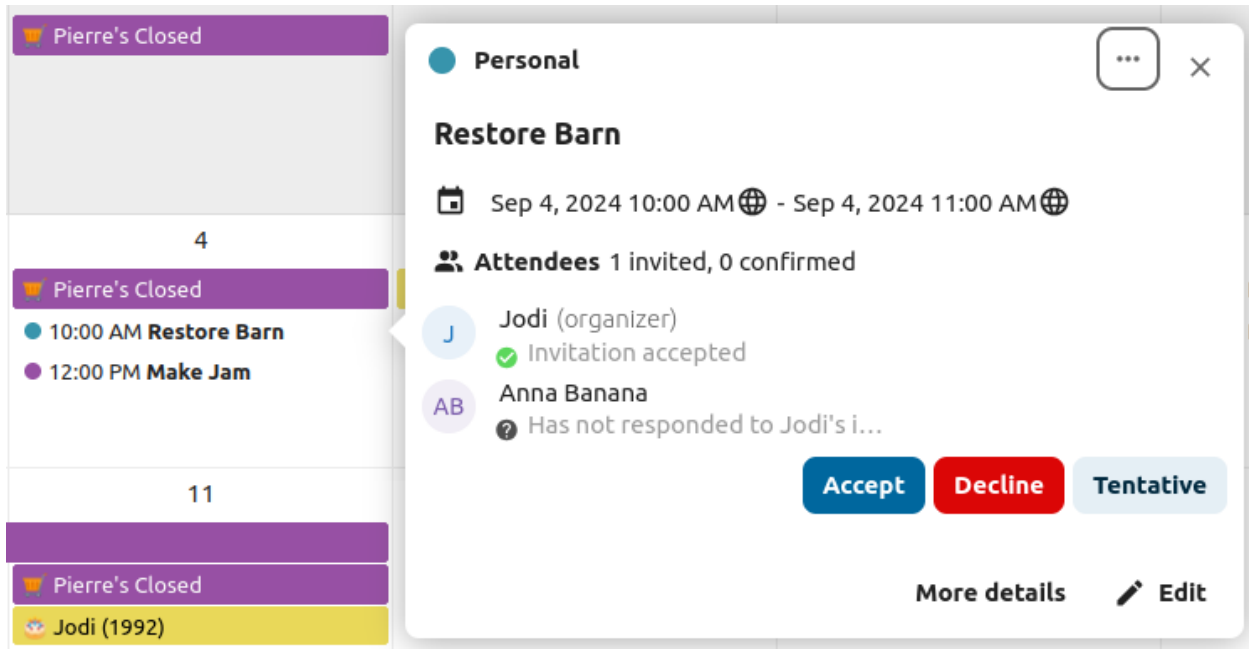 Pierre's Closed
4
Pierre's Closed
10:00 AM Restore Barn
12:00 PM Make Jam
11
Pierre's Closed
Jodi (1992)
Personal
Restore Barn
Sep 4, 2024 10:00 AM - Sep 4, 2024 11:00 AM
Attendees 1 invited, 0 confirmed
J
Jodi (organizer)
Invitation accepted
AB
Anna Banana
Has not responded to Jodi's i...
Accept Decline Tentative
More details Edit